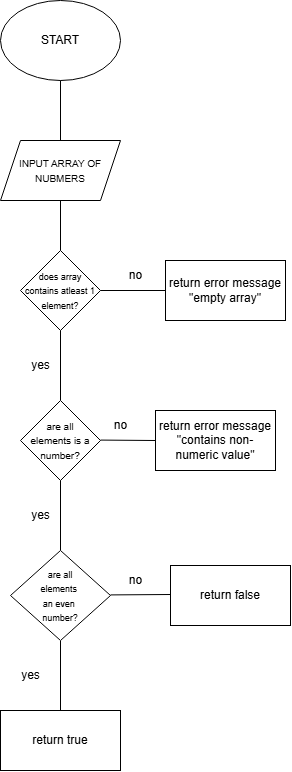 START
INPUT ARRAY OF
NUBMERS
does array
contains atleast 1
element?
no
return error message
"empty array"
yes
are all
elements is a
number?
no
return error message
"contains non-
numeric value"
yes
are all
elements
an even
number?
no
return false
yes
return true